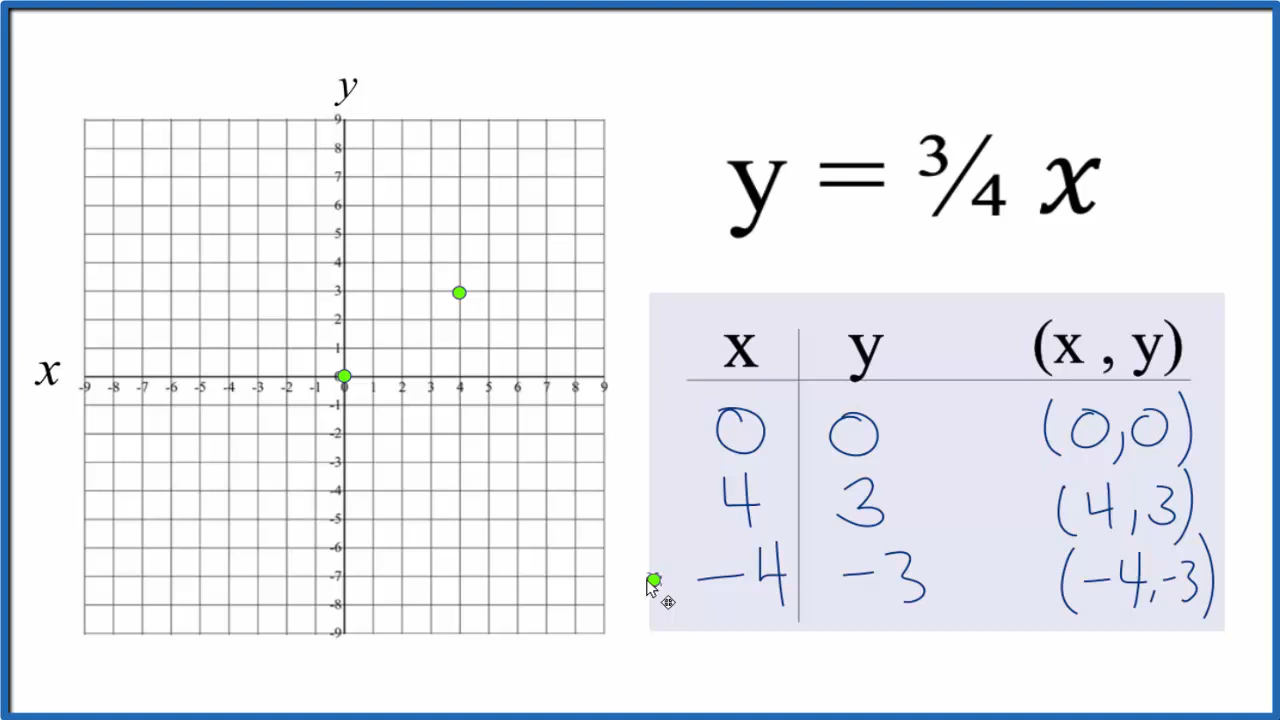 y
y = ¾ x
9
8
7
6
5
4
3
2
1
x
-9 -8 -7 -6 -5 -4 -3 -2 -1 0 1 2 3 4 5 6 7 8 9
-1
-2
-3
-4
-5
-6
-7
-8
-9
x y (x , y)
0 0 (0,0)
4 3 (4,3)
-4 -3 (-4,-3)